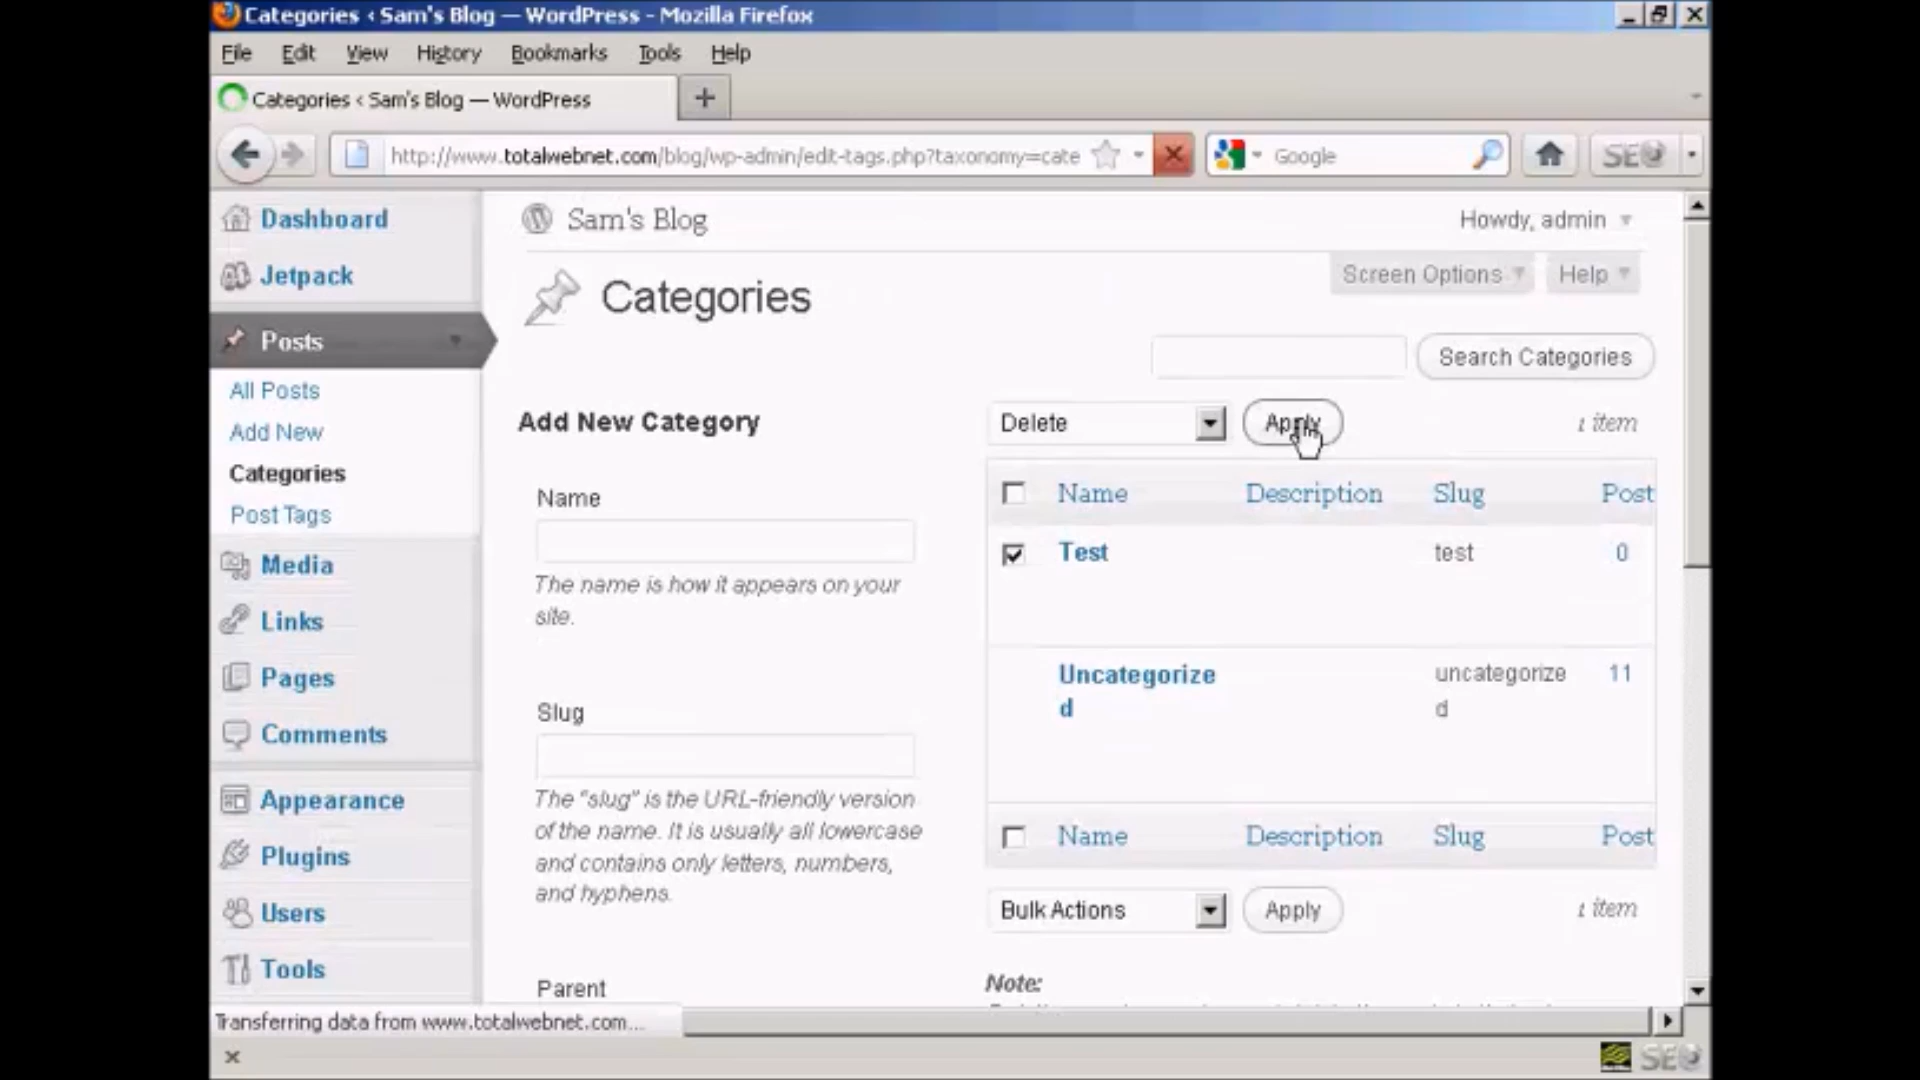 Categories ‹ Sam's Blog — WordPress - Mozilla Firefox
File Edit View History Bookmarks Tools Help
Categories ‹ Sam's Blog — WordPress
http://www.totalwebnet.com/blog/wp-admin/edit-tags.php?taxonomy=cate
Google
SEO
Dashboard
Jetpack
Posts
All Posts
Add New
Categories
Post Tags
Media
Links
Pages
Comments
Appearance
Plugins
Users
Tools
Sam's Blog
Howdy, admin
Screen Options
Help
Categories
Search Categories
Add New Category
Name
The name is how it appears on your
site.
Slug
The "slug" is the URL-friendly version
of the name. It is usually all lowercase
and contains only letters, numbers,
and hyphens.
Parent
Delete Apply 1 item
Name Description Slug Post
Test test 0
Uncategorize uncategorize 11
d d
Name Description Slug Post
Bulk Actions Apply 1 item
Note:
Transferring data from www.totalwebnet.com...
SEO